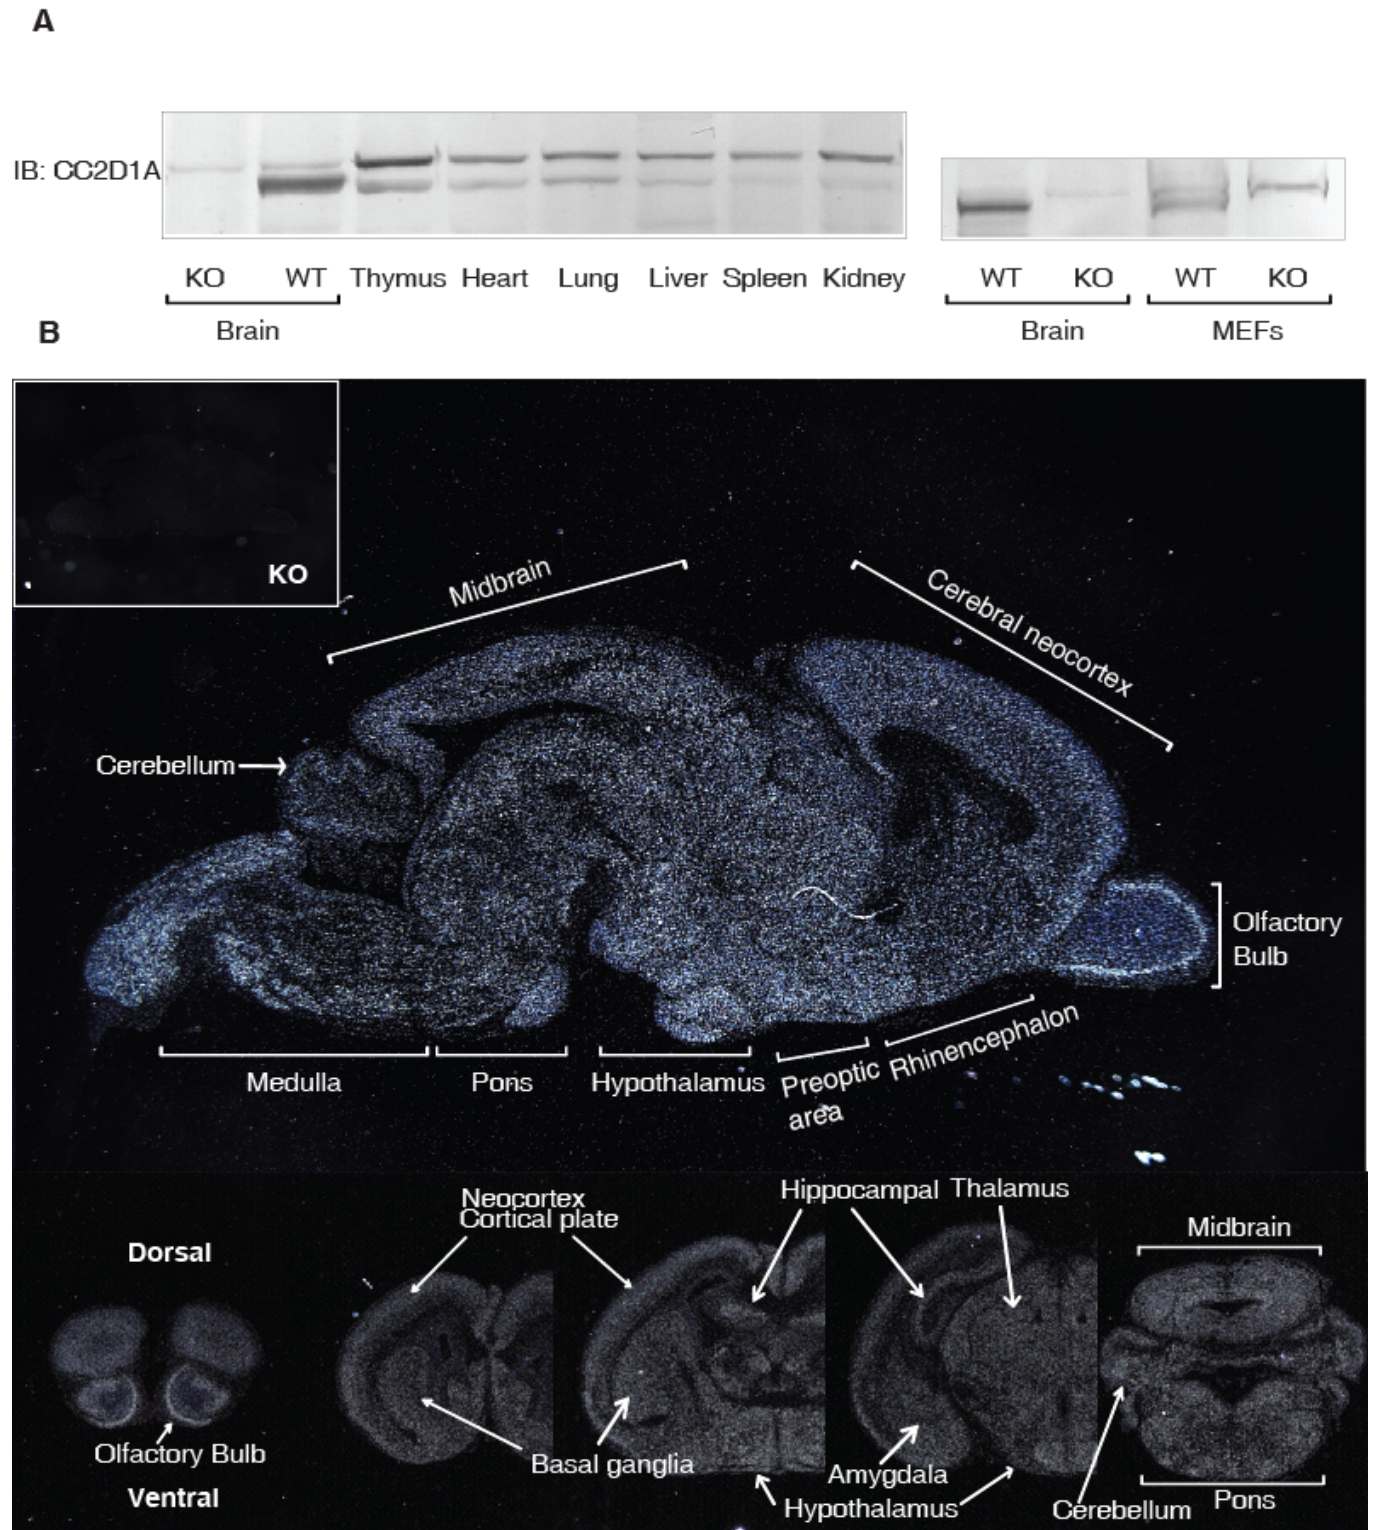 A
IB: CC2D1A
KO WT Thymus Heart Lung Liver Spleen Kidney
Brain
WT KO WT KO
Brain MEFs
B
KO
Midbrain
Cerebral neocortex
Cerebellum
Olfactory
Bulb
Medulla
Pons
Hypothalamus
Preoptic
area
Rhinencephalon
Neocortex
Cortical plate
Hippocampal
Thalamus
Midbrain
Dorsal
Olfactory Bulb
Ventral
Basal ganglia
Amygdala
Hypothalamus
Cerebellum
Pons